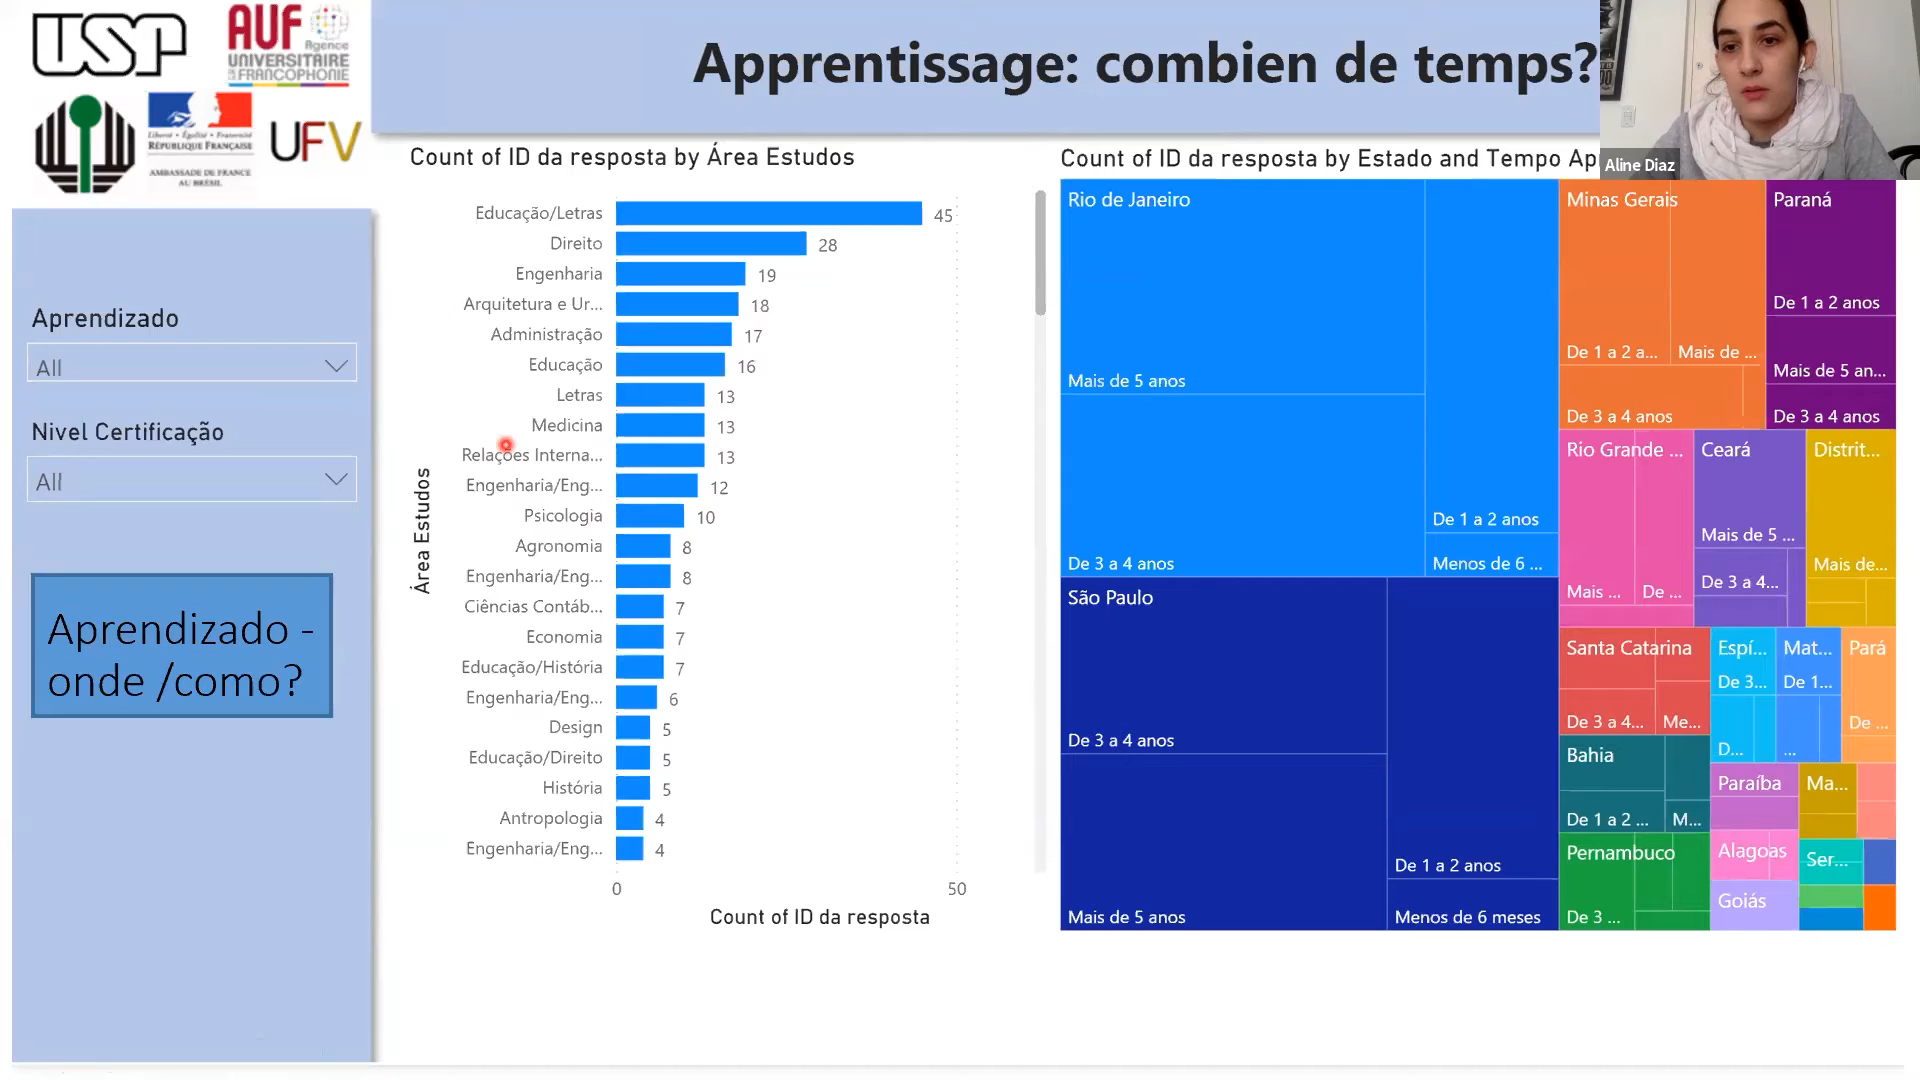 USP
AUF
Agence
UNIVERSITAIRE
DE LA FRANCOPHONIE
Liberté • Égalité • Fraternité
RÉPUBLIQUE FRANÇAISE
AMBASSADE DE FRANCE
AU BRÉSIL
UFV
Apprentissage: combien de temps?
Aline Diaz
Aprendizado
All
Nivel Certificação
All
Aprendizado -
onde /como?
Count of ID da resposta by Área Estudos
Área Estudos
Educação/Letras 45
Direito 28
Engenharia 19
Arquitetura e Ur... 18
Administração 17
Educação 16
Letras 13
Medicina 13
Relações Interna... 13
Engenharia/Eng... 12
Psicologia 10
Agronomia 8
Engenharia/Eng... 8
Ciências Contáb... 7
Economia 7
Educação/História 7
Engenharia/Eng... 6
Design 5
Educação/Direito 5
História 5
Antropologia 4
Engenharia/Eng... 4
0 50
Count of ID da resposta
Count of ID da resposta by Estado and Tempo Ap
Rio de Janeiro
Mais de 5 anos
De 3 a 4 anos
De 1 a 2 anos
Menos de 6 ...
São Paulo
De 3 a 4 anos
Mais de 5 anos
De 1 a 2 anos
Menos de 6 meses
Minas Gerais
De 1 a 2 a...
Mais de ...
De 3 a 4 anos
Paraná
De 1 a 2 anos
Mais de 5 an...
De 3 a 4 anos
Rio Grande ...
Mais ...
De ...
Ceará
Mais de 5 ...
De 3 a 4...
Distrit...
Mais de...
Santa Catarina
De 3 a 4...
Me...
Espí...
De 3...
D...
Mat...
De 1...
...
Pará
De ...
Bahia
De 1 a 2 ...
M...
Paraíba
Ma...
Pernambuco
De 3 ...
Alagoas
Ser...
Goiás